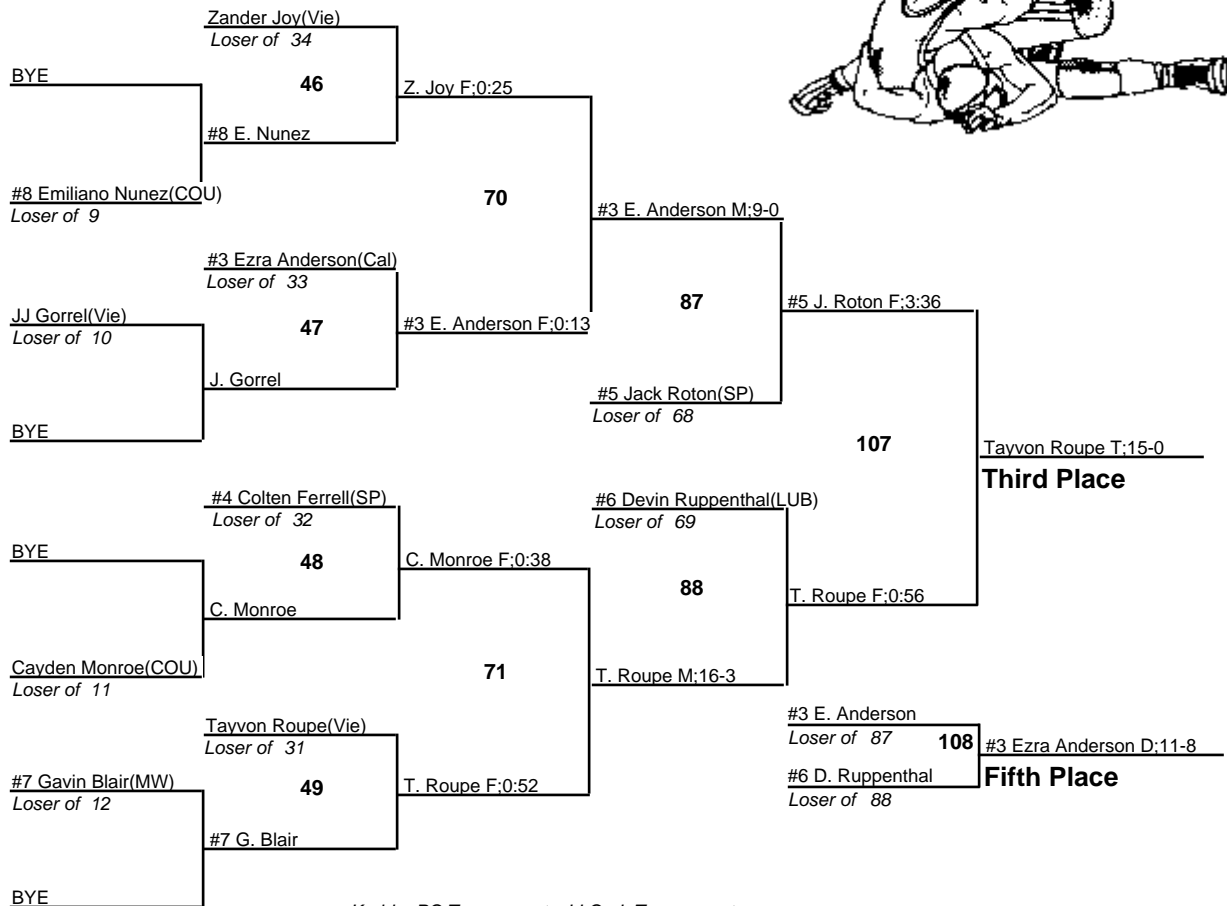 Zander Joy(Vie)
Loser of 34
BYE
46
Z. Joy F;0:25
#8 E. Nunez
#8 Emiliano Nunez(COU)
Loser of 9
70
#3 E. Anderson M;9-0
#3 Ezra Anderson(Cal)
Loser of 33
JJ Gorrel(Vie)
Loser of 10
47
#3 E. Anderson F;0:13
87
#5 J. Roton F;3:36
J. Gorrel
#5 Jack Roton(SP)
Loser of 68
BYE
107
Tayvon Roupe T;15-0
Third Place
#4 Colten Ferrell(SP)
Loser of 32
#6 Devin Ruppenthal(LUB)
Loser of 69
BYE
48
C. Monroe F;0:38
88
T. Roupe F;0:56
C. Monroe
Cayden Monroe(COU)
Loser of 11
71
T. Roupe M;16-3
Tayvon Roupe(Vie)
Loser of 31
#3 E. Anderson
Loser of 87
108
#3 Ezra Anderson D;11-8
Fifth Place
#6 D. Ruppenthal
Loser of 88
#7 Gavin Blair(MW)
Loser of 12
49
T. Roupe F;0:52
#7 G. Blair
BYE